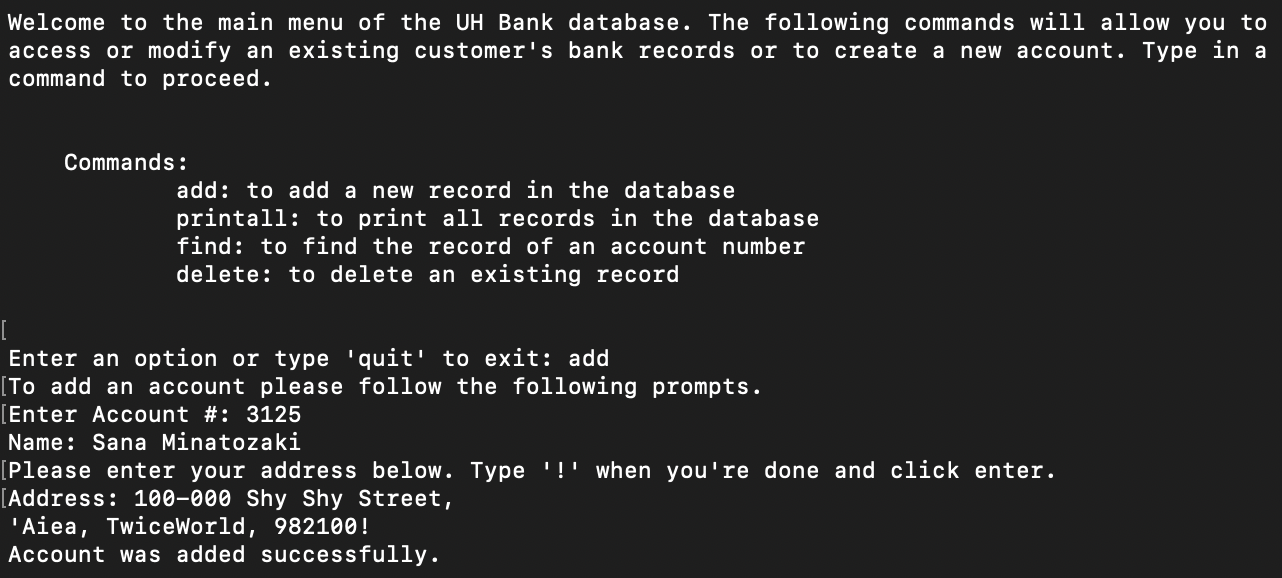 Welcome to the main menu of the UH Bank database. The following commands will allow you to
access or modify an existing customer's bank records or to create a new account. Type in a
command to proceed.
Commands:
add: to add a new record in the database
printall: to print all records in the database
find: to find the record of an account number
delete: to delete an existing record
[
Enter an option or type 'quit' to exit: add
[To add an account please follow the following prompts.
[Enter Account #: 3125
Name: Sana Minatozaki
[Please enter your address below. Type '!' when you're done and click enter.
[Address: 100-000 Shy Shy Street,
'Aiea, TwiceWorld, 982100!
Account was added successfully.